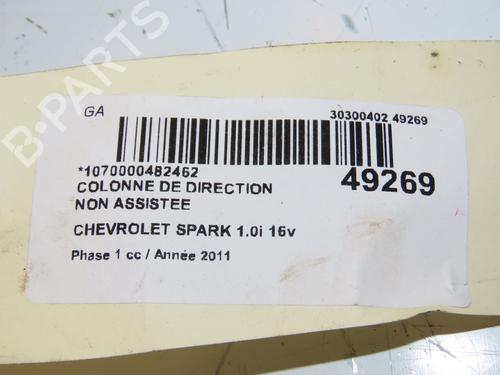 B-PARTS
GA
30300402 49269
*1070000482462
49269
COLONNE DE DIRECTION
NON ASSISTEE
CHEVROLET SPARK 1.0i 16v
Phase 1 cc / Année 2011